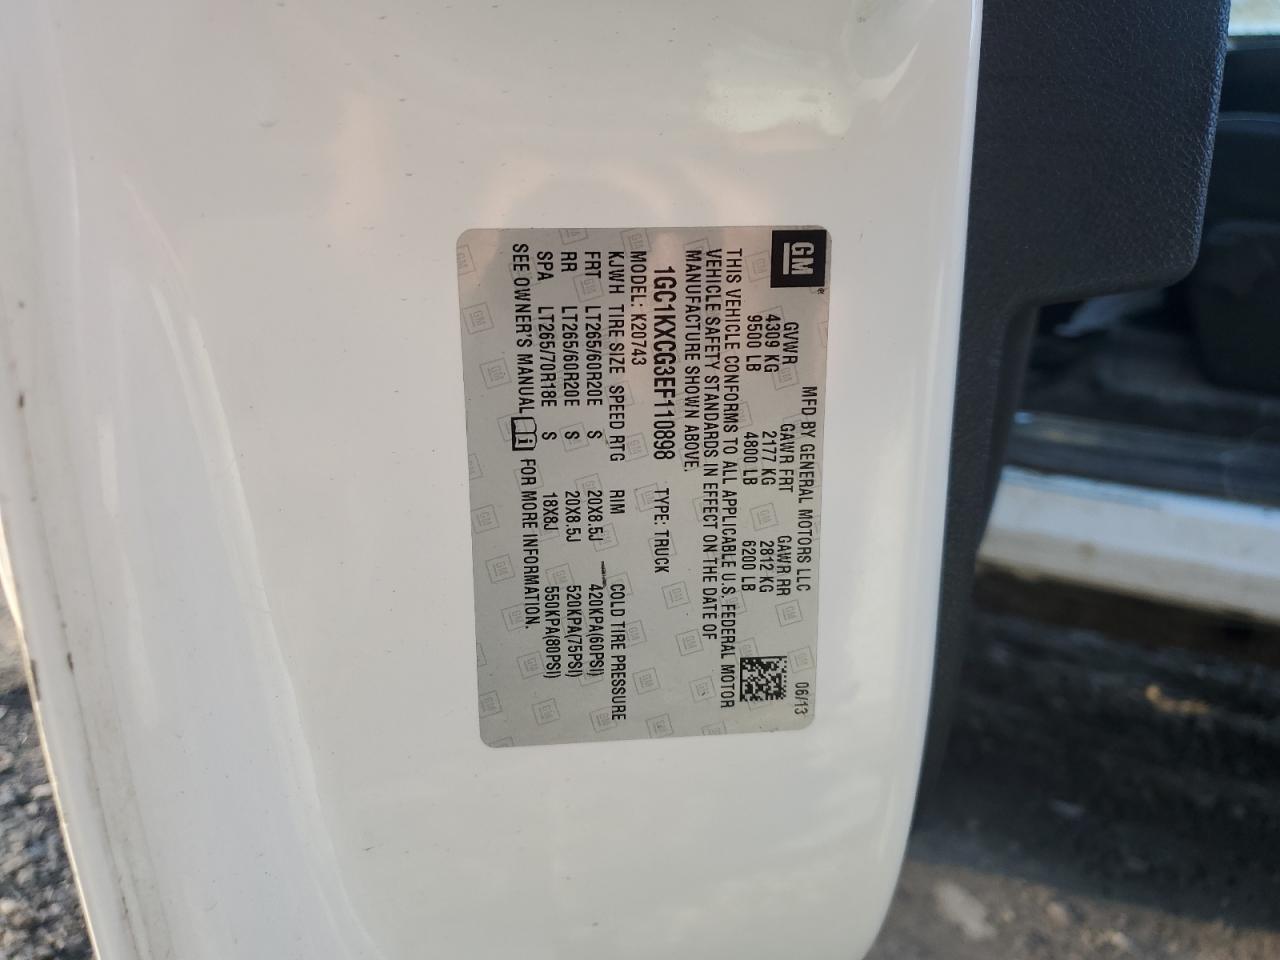 GM
MFD BY GENERAL MOTORS LLC 06/13
GVWR GAWR FRT GAWR RR
4309 KG 2177 KG 2812 KG
9500 LB 4800 LB 6200 LB
THIS VEHICLE CONFORMS TO ALL APPLICABLE U.S. FEDERAL MOTOR
VEHICLE SAFETY STANDARDS IN EFFECT ON THE DATE OF
MANUFACTURE SHOWN ABOVE.
1GC1KXCG3EF110898 TYPE: TRUCK
MODEL: K20743
KJWH TIRE SIZE SPEED RTG RIM COLD TIRE PRESSURE
FRT LT265/60R20E S 20X8.5J 420KPA(60PSI)
RR LT265/60R20E S 20X8.5J 520KPA(75PSI)
SPA LT265/70R18E S 18X8J 550KPA(80PSI)
SEE OWNER'S MANUAL i FOR MORE INFORMATION.